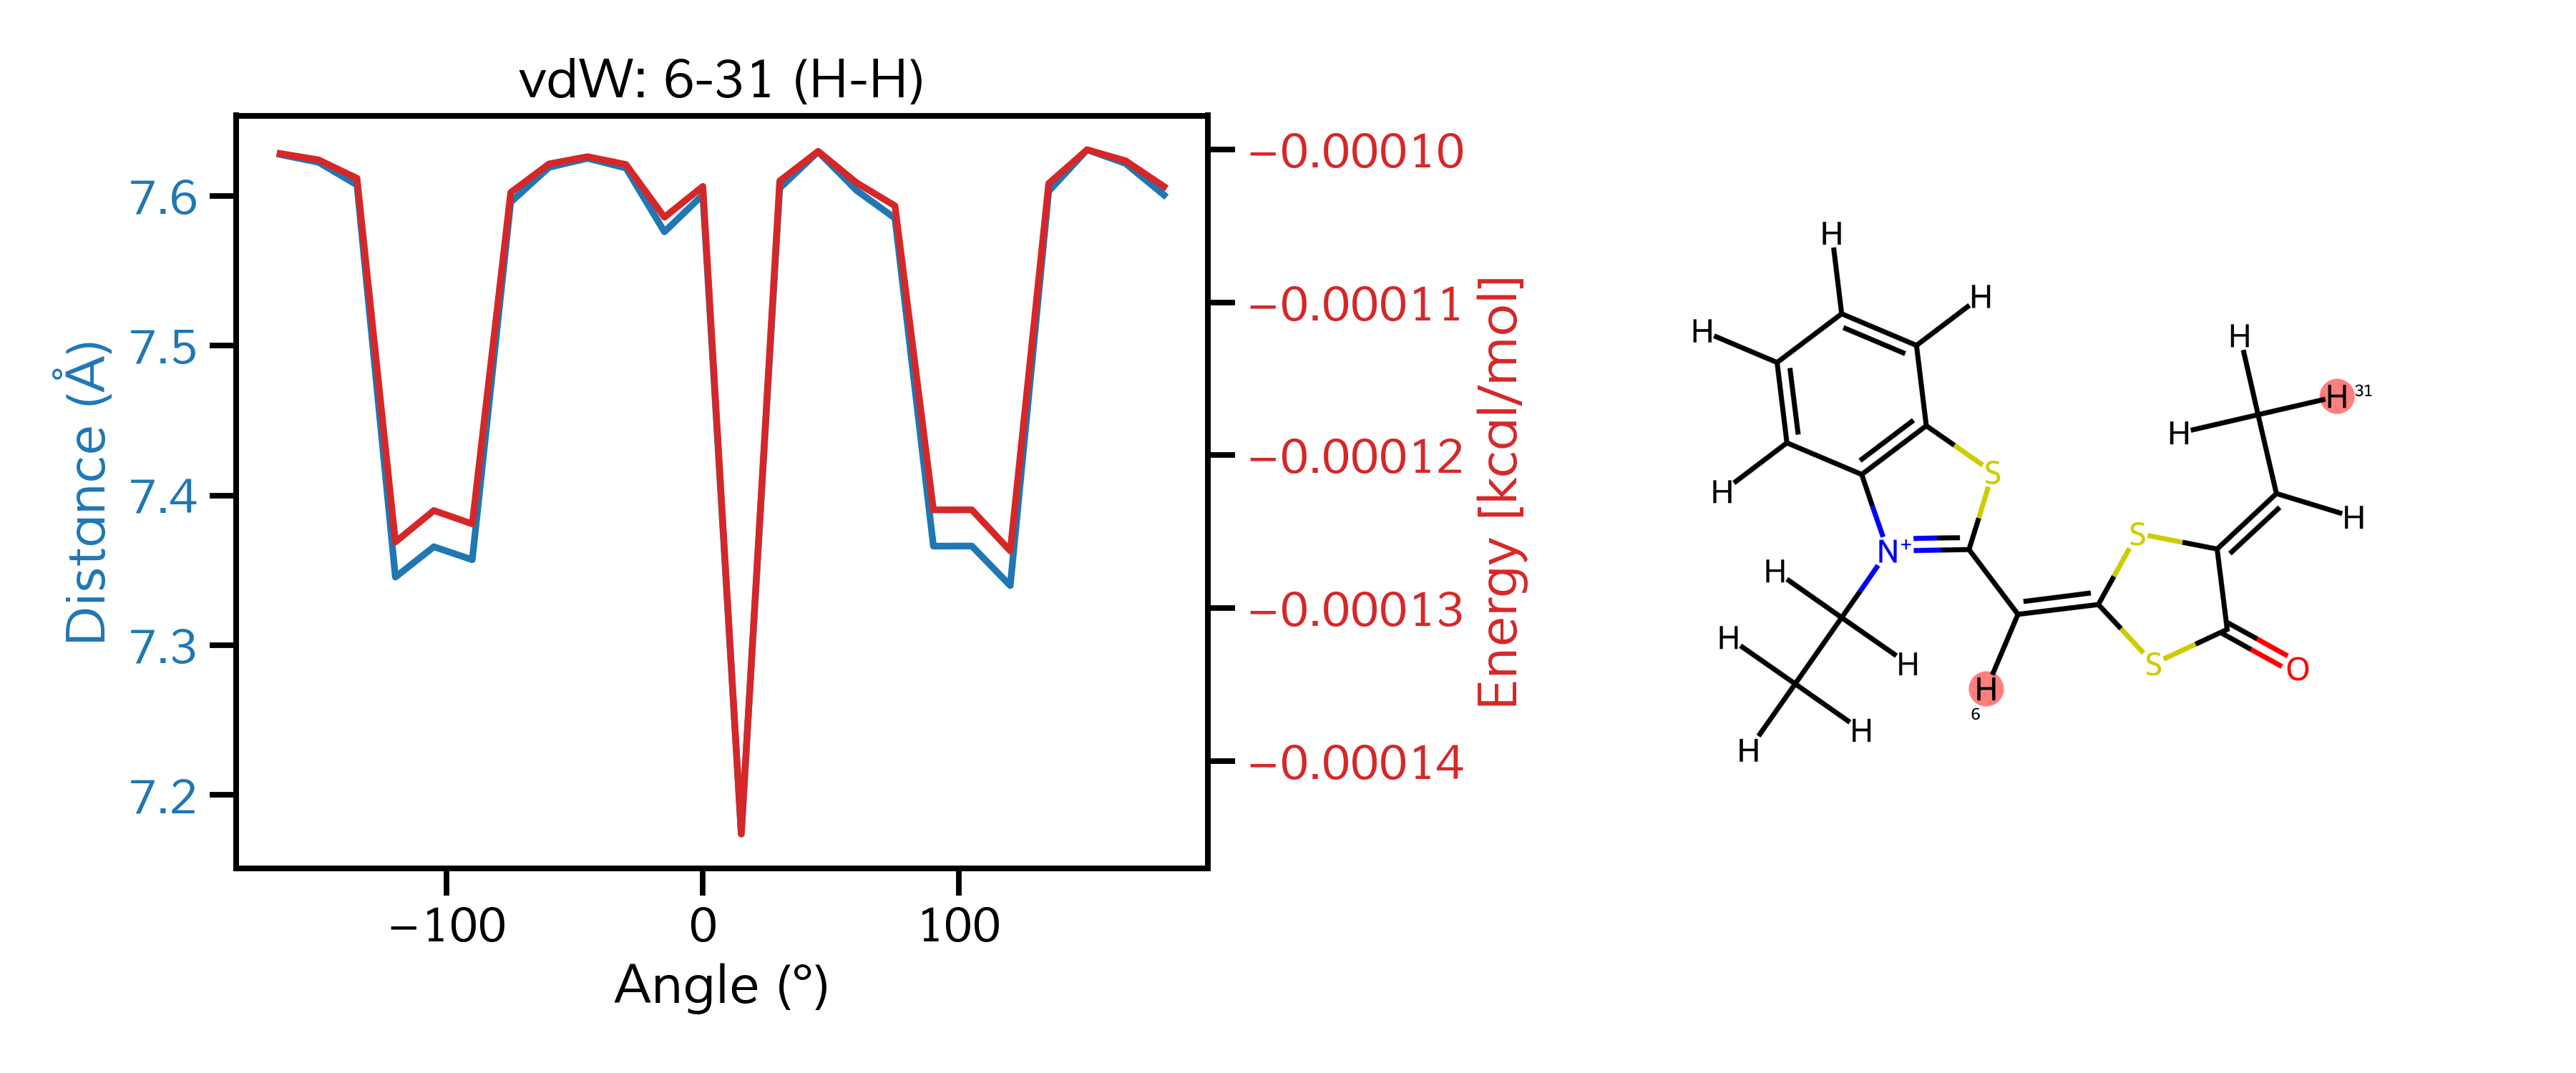 vdW: 6-31 (H-H)
7.6
7.5
7.4
7.3
7.2
Distance (Å)
−0.00010
−0.00011
−0.00012
−0.00013
−0.00014
Energy [kcal/mol]
−100 0 100
Angle (°)
H
H
H
H
H
H 31
H
S
H
H
S
N+
H
H
S
O
H
H
6
H
H